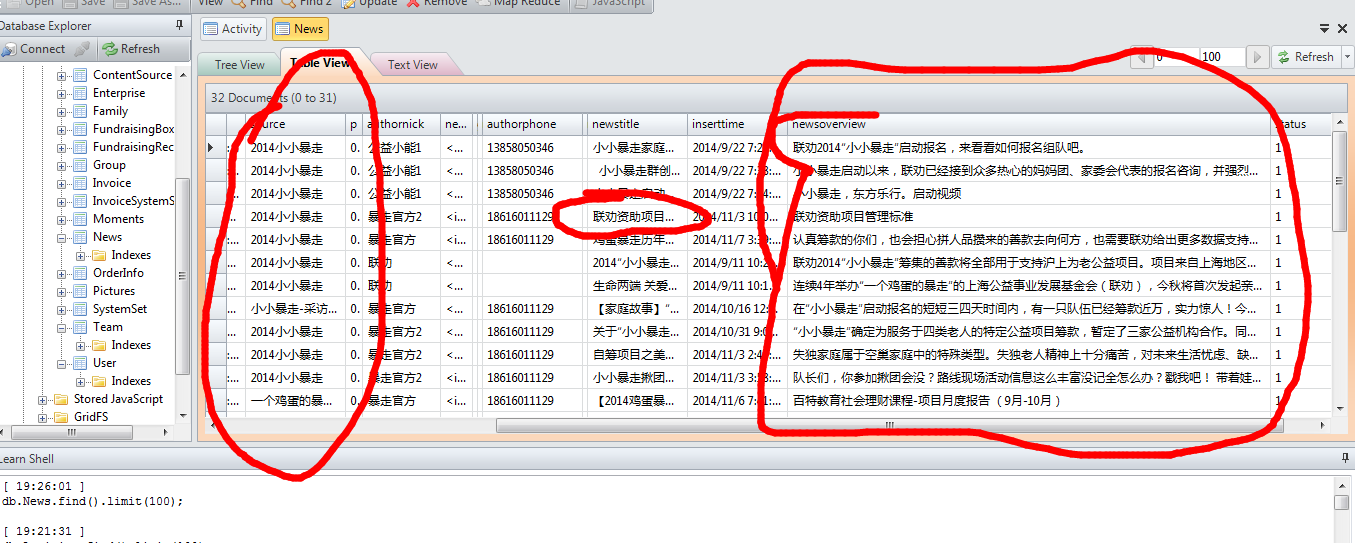 Open Save Save As... View Find Find 2 Update Remove Map Reduce JavaScript
Database Explorer
Connect Refresh
Activity News
Tree View Table View Text View
0 100 Refresh
32 Documents (0 to 31)
source p authornick ne... authorphone newstitle inserttime newsoverview status
:... 2014小小暴走 0. 公益小能1 <... 13858050346 小小暴走家庭... 2014/9/22 7:2 联劝2014“小小暴走”启动报名，来看看如何报名组队吧。 1
:... 2014小小暴走 0. 公益小能1 <... 13858050346 小小暴走群创... 2014/9/22 7: 小小暴走启动以来，联劝已经接到众多热心的妈妈团、家委会代表的报名咨询，并强烈... 1
:... 2014小小暴走 0. 公益小能1 <... 13858050346 小小暴走启动... 2014/9/22 7: 4: 小小暴走，东方乐行。启动视频 1
... 2014小小暴走 0. 暴走官方2 <i... 18616011129 联劝资助项目... 2014/11/3 10:0 联劝资助项目管理标准 1
... 2014小小暴走 0. 暴走官方 <i... 18616011129 鸡蛋暴走历年... 2014/11/7 3: 认真筹款的你们，也会担心拼人品攒来的善款去向何方，也需要联劝给出更多数据支持... 1
... 2014小小暴走 0. 联劝 <... 2014“小小暴... 2014/9/11 10:2 联劝2014“小小暴走”筹集的善款将全部用于支持沪上为老公益项目。项目来自上海地区... 1
... 2014小小暴走 0. 联劝 <... 生命两端 关爱... 2014/9/11 10:1. 连续4年举办“一个鸡蛋的暴走”的上海公益事业发展基金会（联劝），今秋将首次发起亲... 1
... 小小暴走-采访... 0. 暴走官方 <i... 18616011129 【家庭故事】“... 2014/10/16 12: 在“小小暴走”启动报名的短短三四天时间内，有一只队伍已经筹款近万，实力惊人！今... 1
:... 2014小小暴走 0. 暴走官方2 <i... 18616011129 关于“小小暴走... 2014/10/31 9:0 “小小暴走”确定为服务于四类老人的特定公益项目筹款，暂定了三家公益机构合作。同... 1
:... 2014小小暴走 0. 暴走官方2 <i... 18616011129 自筹项目之美... 2014/11/3 2:4 失独家庭属于空巢家庭中的特殊类型。失独老人精神上十分痛苦，对未来生活忧虑、缺... 1
:... 2014小小暴走 0. 暴走官方2 <i... 18616011129 小小暴走揪团... 2014/11/3 3: 8: 队长们，你参加揪团会没？路线现场活动信息这么丰富没记全怎么办？戳我吧！ 带着娃... 1
... 一个鸡蛋的暴... 0. 暴走官方 <i... 18616011129 【2014鸡蛋暴... 2014/11/6 7: 1: 百特教育社会理财课程-项目月度报告（9月-10月） 1
ContentSource
Enterprise
Family
FundraisingBox
FundraisingRec
Group
Invoice
InvoiceSystemS
Moments
News
Indexes
OrderInfo
Pictures
SystemSet
Team
Indexes
User
Indexes
Stored JavaScript
GridFS
Learn Shell
[ 19:26:01 ]
db.News.find().limit(100);
[ 19:21:31 ]